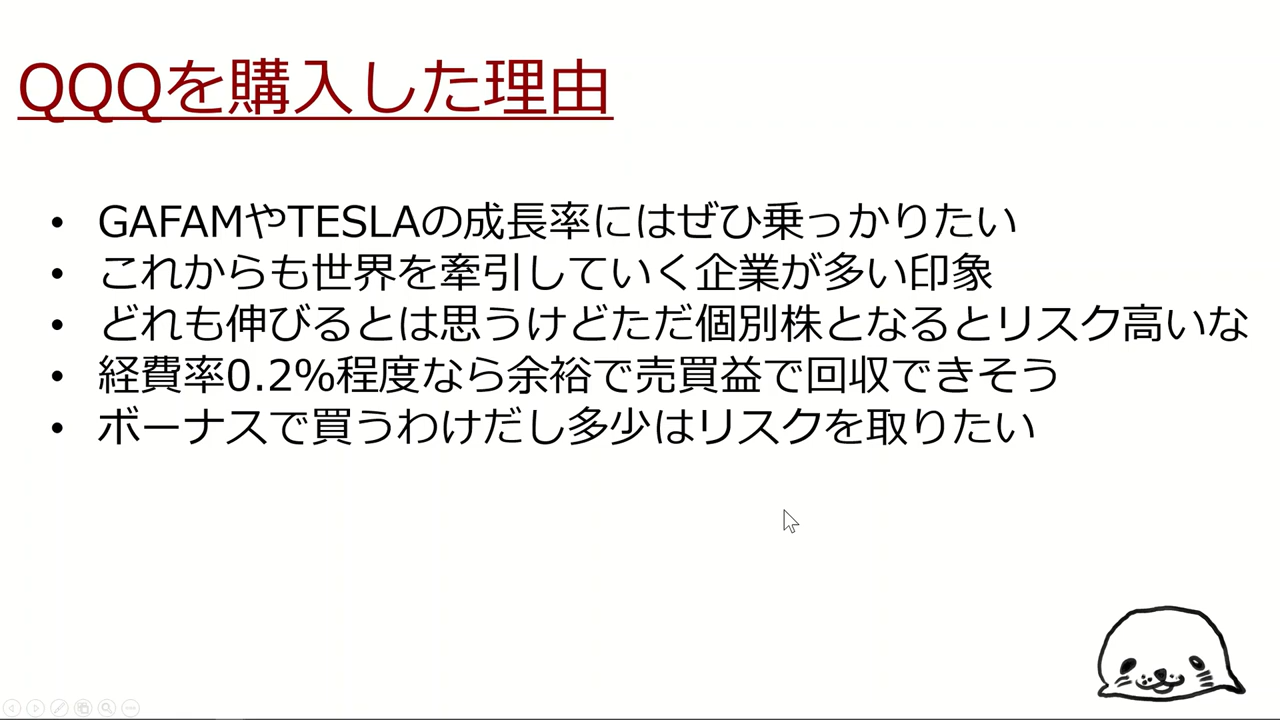 QQQを購入した理由
• GAFAMやTESLAの成長率にはぜひ乗っかりたい
• これからも世界を牽引していく企業が多い印象
• どれも伸びるとは思うけどただ個別株となるとリスク高いな
• 経費率0.2%程度なら余裕で売買益で回収できそう
• ボーナスで買うわけだし多少はリスクを取りたい